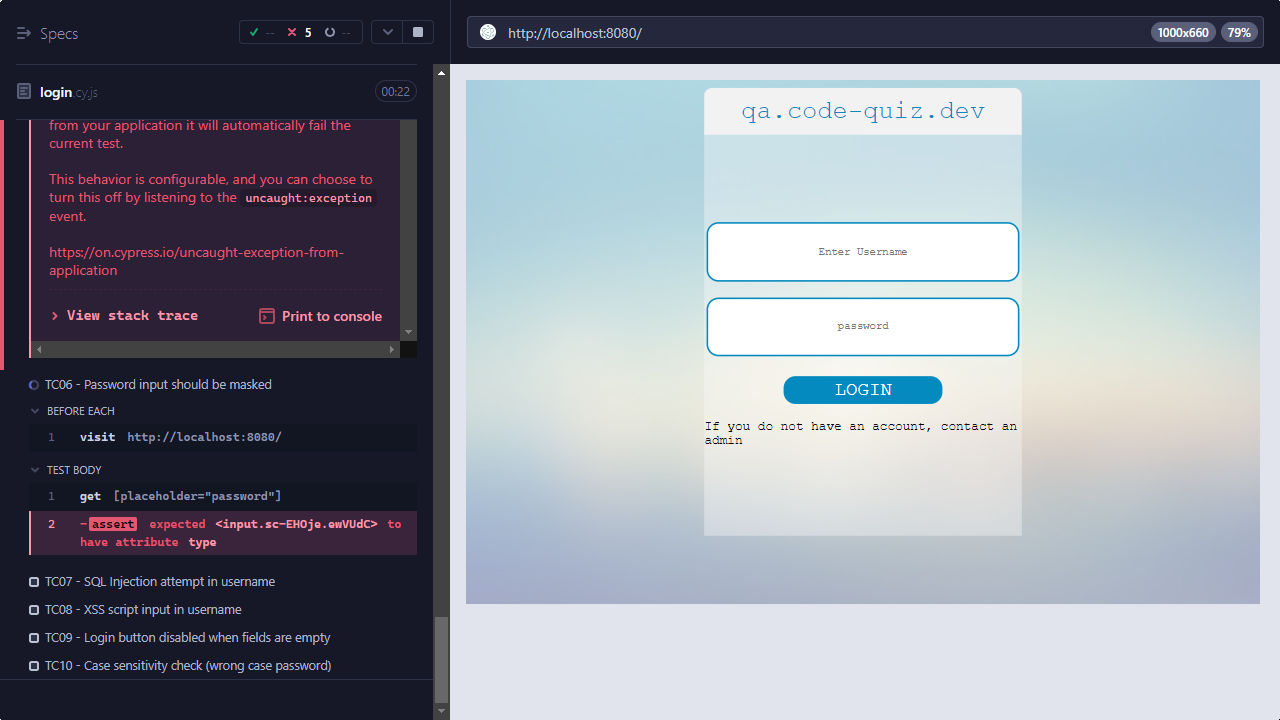 Specs
-- 5 --
http://localhost:8080/
1000x660 79%
login.cy.js 00:22
from your application it will automatically fail the
current test.
This behavior is configurable, and you can choose to
turn this off by listening to the uncaught:exception
event.
https://on.cypress.io/uncaught-exception-from-
application
View stack trace Print to console
TC06 - Password input should be masked
BEFORE EACH
1 visit http://localhost:8080/
TEST BODY
1 get [placeholder="password"]
2 -assert expected <input.sc-EHOje.ewVUdC> to
have attribute type
TC07 - SQL Injection attempt in username
TC08 - XSS script input in username
TC09 - Login button disabled when fields are empty
TC10 - Case sensitivity check (wrong case password)
qa.code-quiz.dev
Enter Username
password
LOGIN
If you do not have an account, contact an
admin